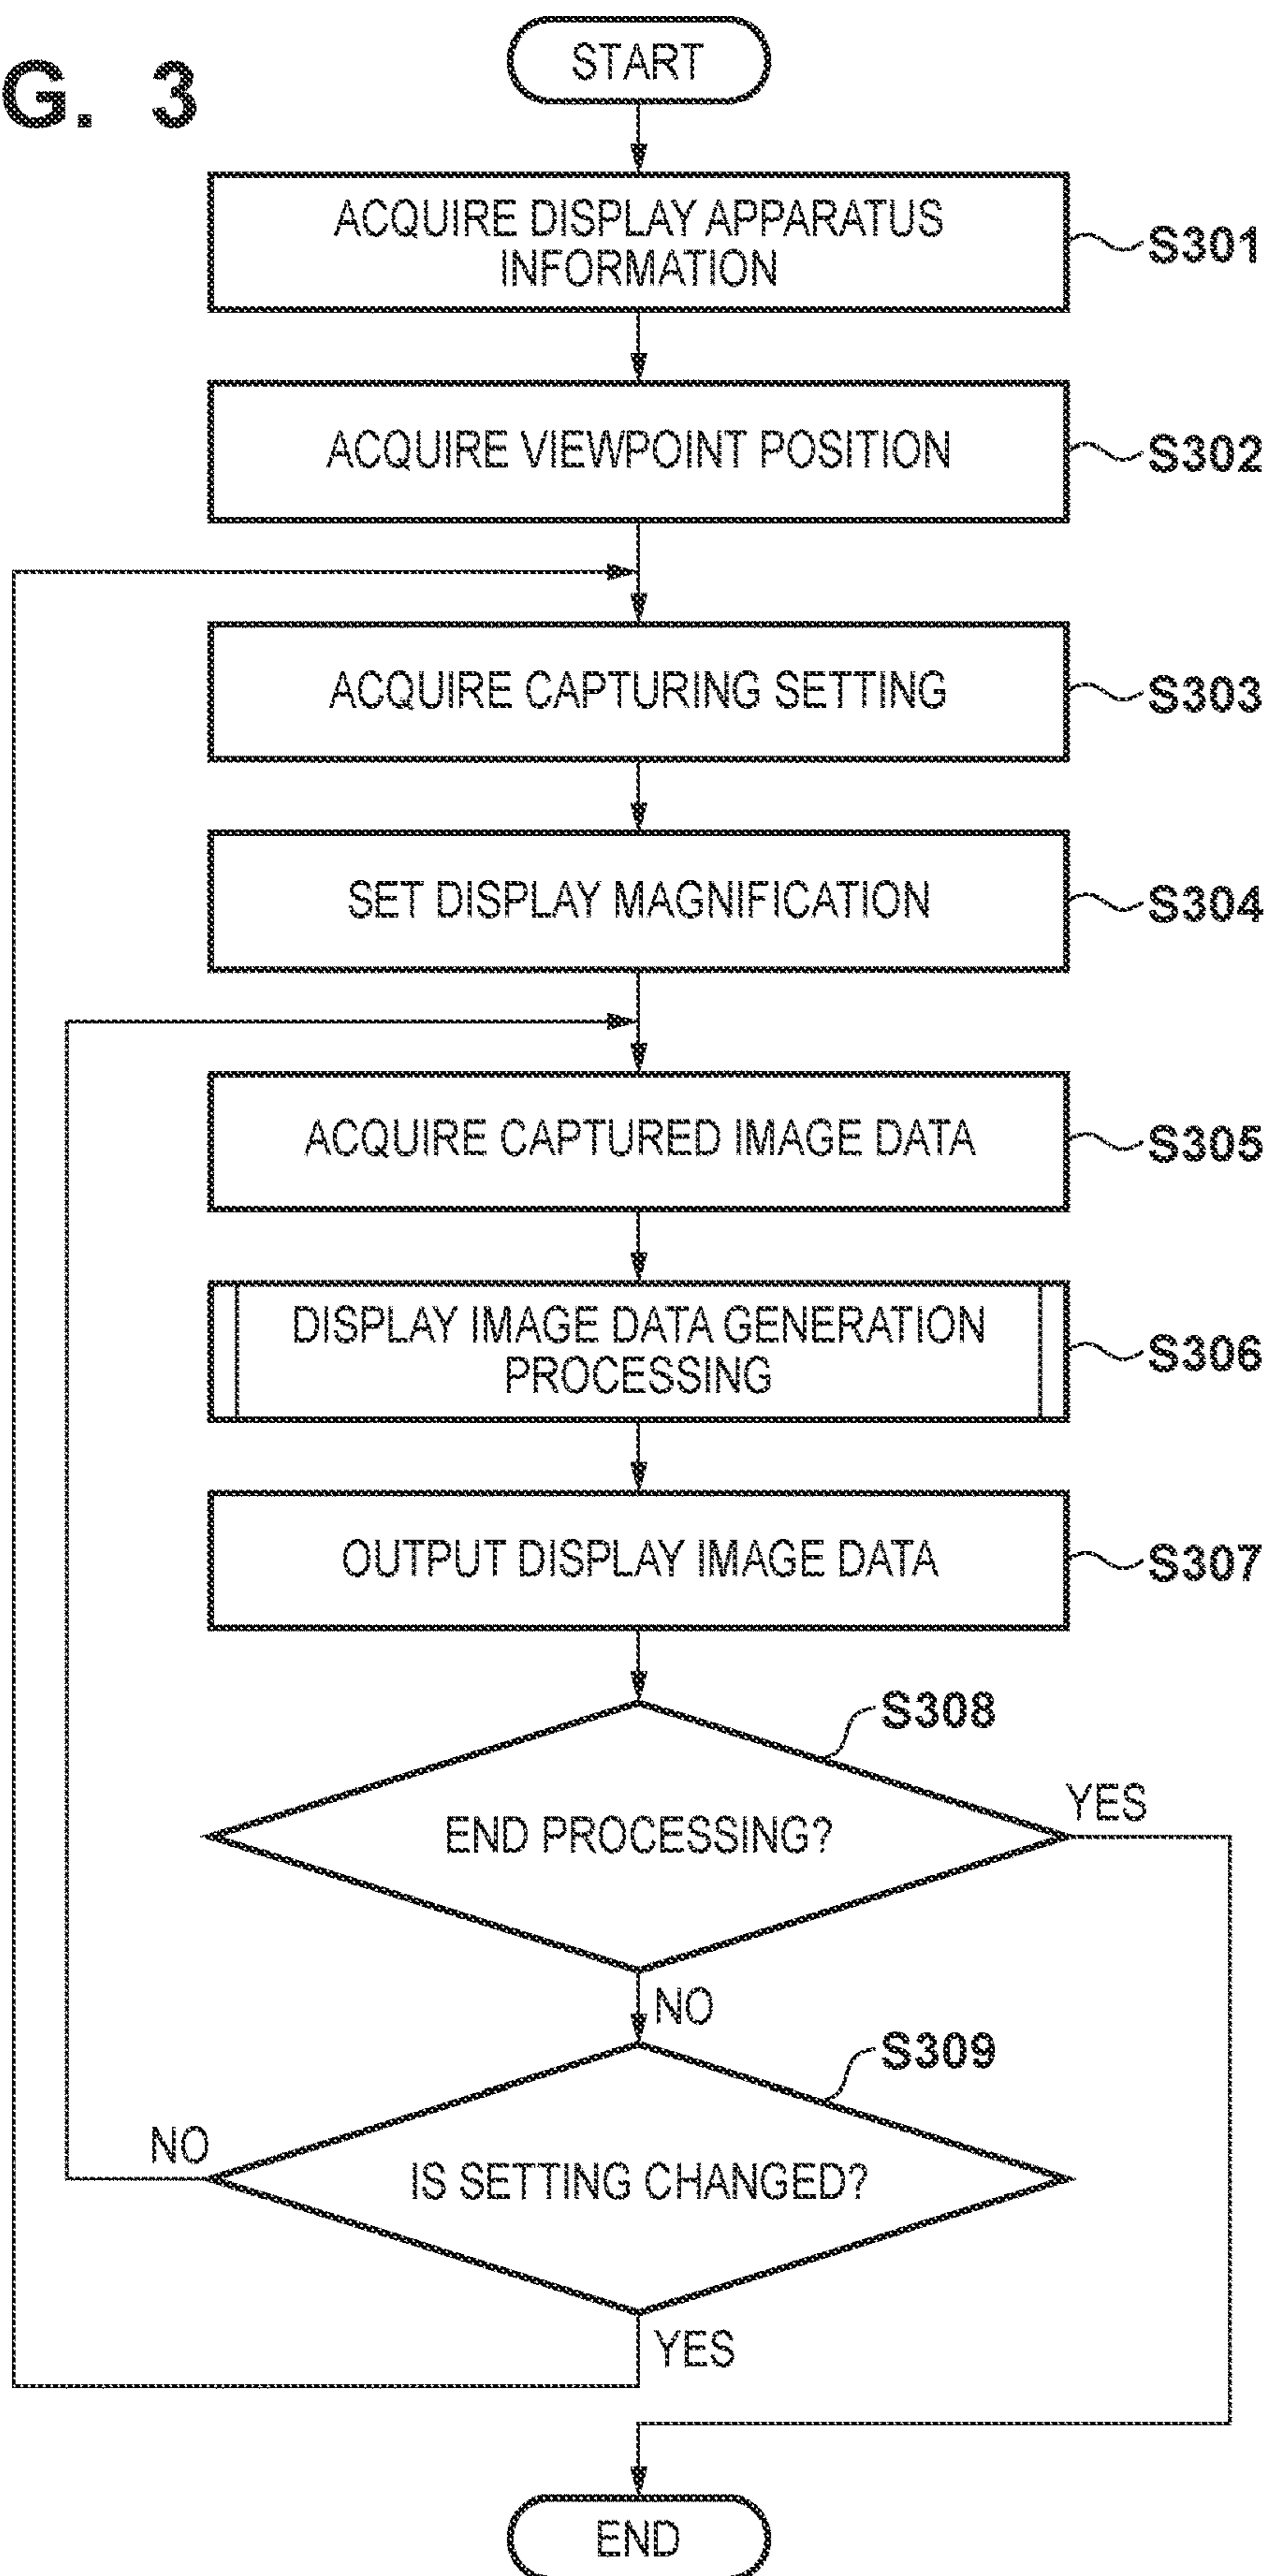 G. 3
START
ACQUIRE DISPLAY APPARATUS
INFORMATION
S301
ACQUIRE VIEWPOINT POSITION
S302
ACQUIRE CAPTURING SETTING
S303
SET DISPLAY MAGNIFICATION
S304
ACQUIRE CAPTURED IMAGE DATA
S305
DISPLAY IMAGE DATA GENERATION
PROCESSING
S306
OUTPUT DISPLAY IMAGE DATA
S307
S308
YES
END PROCESSING?
NO
S309
NO
IS SETTING CHANGED?
YES
END